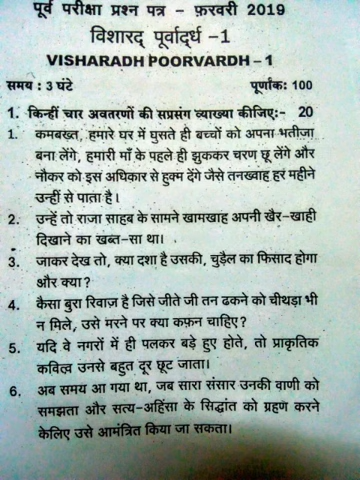 पूर्व परीक्षा प्रश्न पत्र - फ़रवरी 2019
विशारद् पूर्वार्द्ध -1
VISHARADH POORVARDH – 1
समय : 3 घंटे पूर्णांक: 100
1. किन्हीं चार अवतरणों की सप्रसंग व्याख्या कीजिए:- 20
1 कमबख्त, हमारे घर में घुसते ही बच्चों को अपना भतीजा
बना लेंगे, हमारी माँ के पहले ही झुककर चरण छू लेंगे और
नौकर को इस अधिकार से हुक्म देंगे जैसे तनख्वाह हर महीने
उन्हीं से पाता है।
2. उन्हें तो राजा साहब के सामने खामखाह अपनी खैर-खाही
दिखाने का खब्त-सा था।
3. जाकर देख तो, क्या दशा है उसकी, चुड़ैल का फिसाद होगा
और क्या?
4. कैसा बुरा रिवाज़ है जिसे जीते जी तन ढकने को चीथड़ा भी
न मिले, उसे मरने पर क्या कफ़न चाहिए?
5. यदि वे नगरों में ही पलकर बड़े हुए होते, तो प्राकृतिक
कवित्व उनसे बहुत दूर छूट जाता।
6. अब समय आ गया था, जब सारा संसार उनकी वाणी को
समझता और सत्य-अहिंसा के सिद्धांत को ग्रहण करने
केलिए उसे आमंत्रित किया जा सकता।